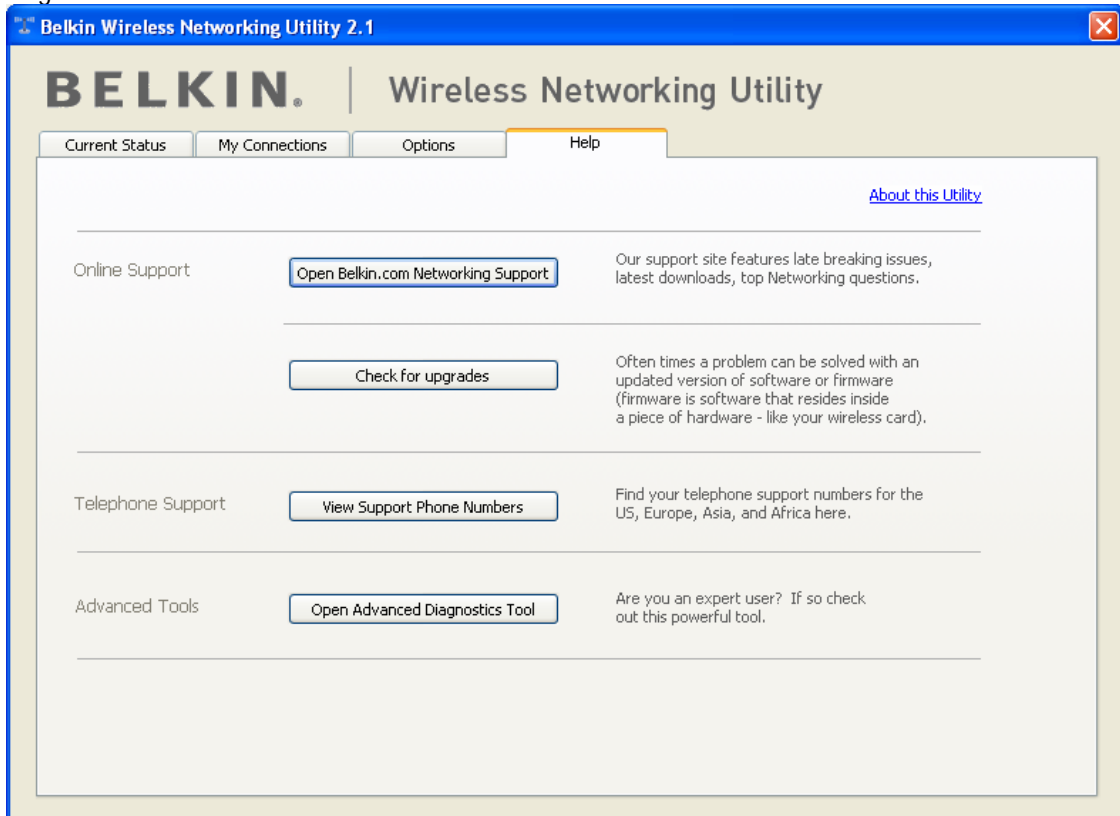 Belkin Wireless Networking Utility 2.1
BELKIN. Wireless Networking Utility
Current Status My Connections Options Help
About this Utility
Online Support
Open Belkin.com Networking Support
Our support site features late breaking issues,
latest downloads, top Networking questions.
Check for upgrades
Often times a problem can be solved with an
updated version of software or firmware
(firmware is software that resides inside
a piece of hardware - like your wireless card).
Telephone Support
View Support Phone Numbers
Find your telephone support numbers for the
US, Europe, Asia, and Africa here.
Advanced Tools
Open Advanced Diagnostics Tool
Are you an expert user? If so check
out this powerful tool.